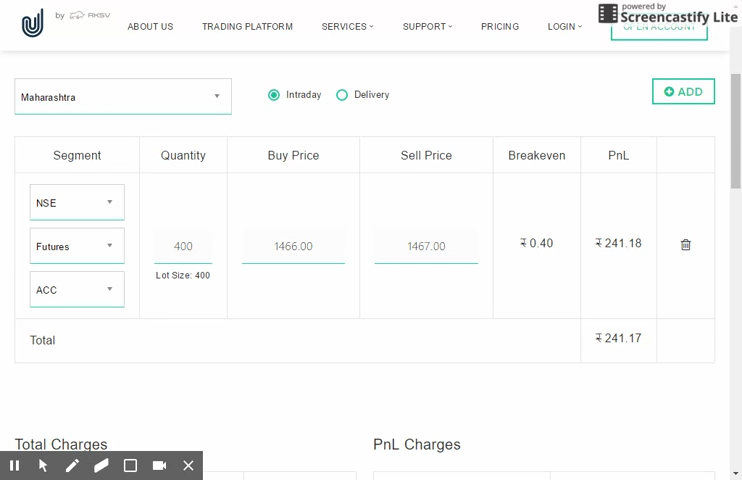 powered by
Screencastify Lite
by RKSV
ABOUT US
TRADING PLATFORM
SERVICES
SUPPORT
PRICING
LOGIN
OPEN ACCOUNT
Maharashtra
Intraday
Delivery
ADD
Segment
Quantity
Buy Price
Sell Price
Breakeven
PnL
NSE
Futures
ACC
400
Lot Size: 400
1466.00
1467.00
₹ 0.40
₹ 241.18
Total
₹ 241.17
Total Charges
PnL Charges